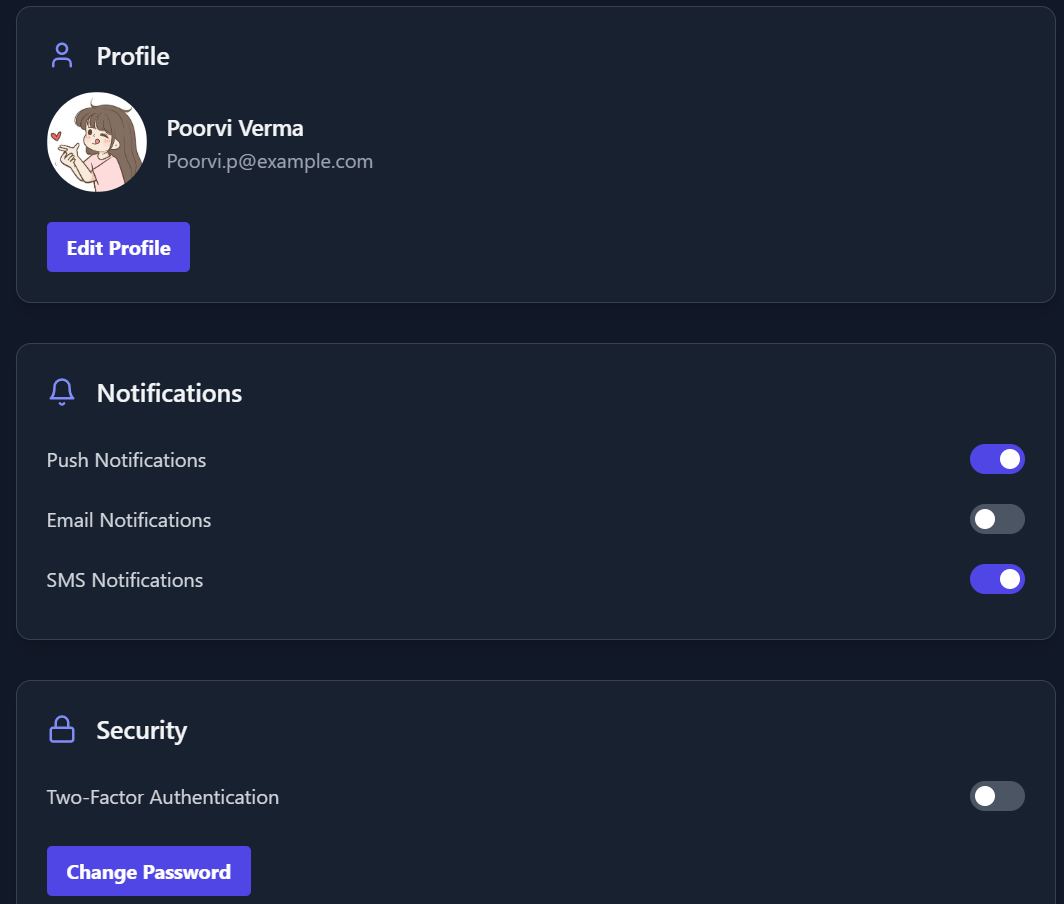 Profile
Poorvi Verma
Poorvi.p@example.com
Edit Profile
Notifications
Push Notifications
Email Notifications
SMS Notifications
Security
Two-Factor Authentication
Change Password